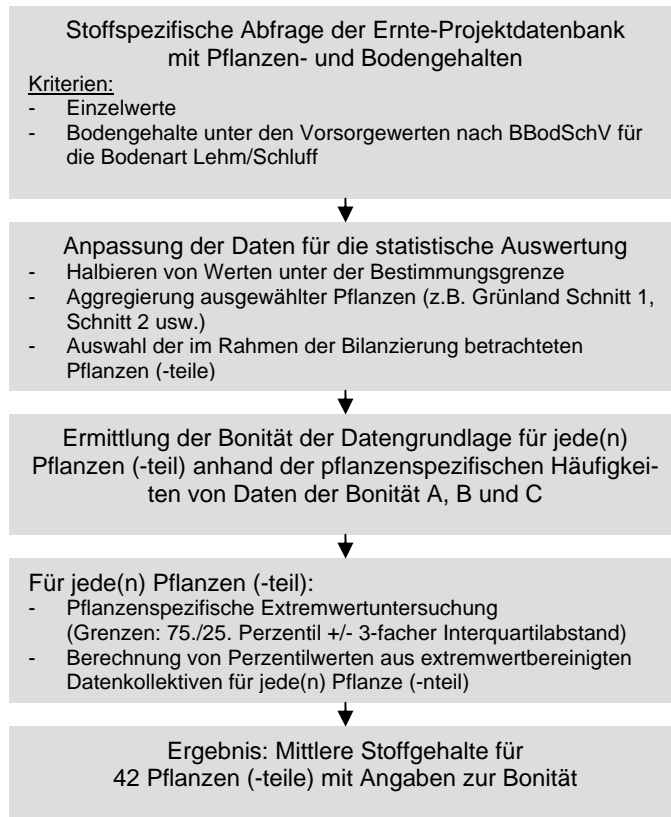 Stoffspezifische Abfrage der Ernte-Projektdatenbank
mit Pflanzen- und Bodengehalten
Kriterien:
- Einzelwerte
- Bodengehalte unter den Vorsorgewerten nach BBodSchV für
die Bodenart Lehm/Schluff
Anpassung der Daten für die statistische Auswertung
- Halbieren von Werten unter der Bestimmungsgrenze
- Aggregierung ausgewählter Pflanzen (z.B. Grünland Schnitt 1,
Schnitt 2 usw.)
- Auswahl der im Rahmen der Bilanzierung betrachteten
Pflanzen (-teile)
Ermittlung der Bonität der Datengrundlage für jede(n)
Pflanzen (-teil) anhand der pflanzenspezifischen Häufigkei-
ten von Daten der Bonität A, B und C
Für jede(n) Pflanzen (-teil):
- Pflanzenspezifische Extremwertuntersuchung
(Grenzen: 75./25. Perzentil +/- 3-facher Interquartilabstand)
- Berechnung von Perzentilwerten aus extremwertbereinigten
Datenkollektiven für jede(n) Pflanze (-nteil)
Ergebnis: Mittlere Stoffgehalte für
42 Pflanzen (-teile) mit Angaben zur Bonität